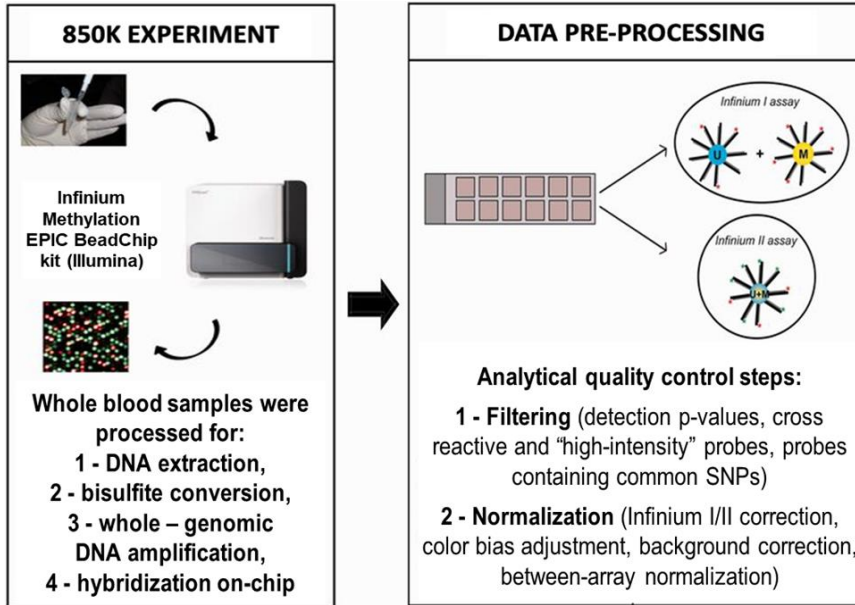 850K EXPERIMENT
Infinium
Methylation
EPIC BeadChip
kit (Illumina)
Whole blood samples were
processed for:
1 - DNA extraction,
2 - bisulfite conversion,
3 - whole – genomic
DNA amplification,
4 - hybridization on-chip
DATA PRE-PROCESSING
Infinium I assay
U + M
Infinium II assay
U+M
Analytical quality control steps:
1 - Filtering (detection p-values, cross
reactive and “high-intensity” probes, probes
containing common SNPs)
2 - Normalization (Infinium I/II correction,
color bias adjustment, background correction,
between-array normalization)